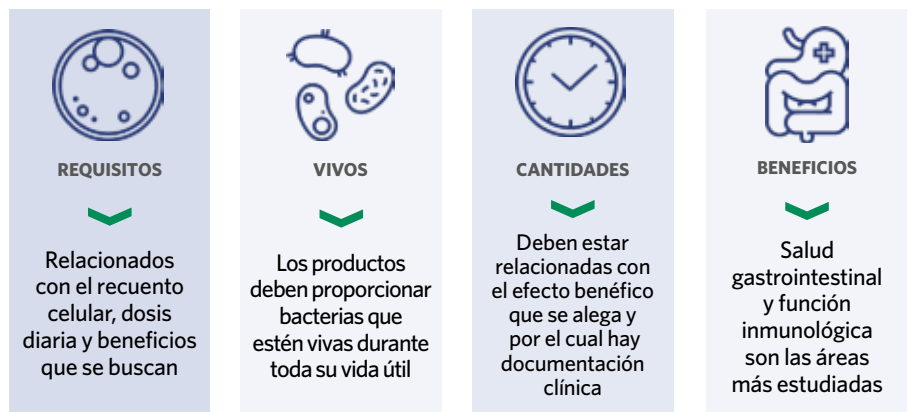 REQUISITOS
Relacionados
con el recuento
celular, dosis
diaria y beneficios
que se buscan
VIVOS
Los productos
deben proporcionar
bacterias que
estén vivas durante
toda su vida útil
CANTIDADES
Deben estar
relacionadas con
el efecto benéfico
que se alega y
por el cual hay
documentación
clínica
BENEFICIOS
Salud
gastrointestinal
y función
inmunológica
son las áreas
más estudiadas